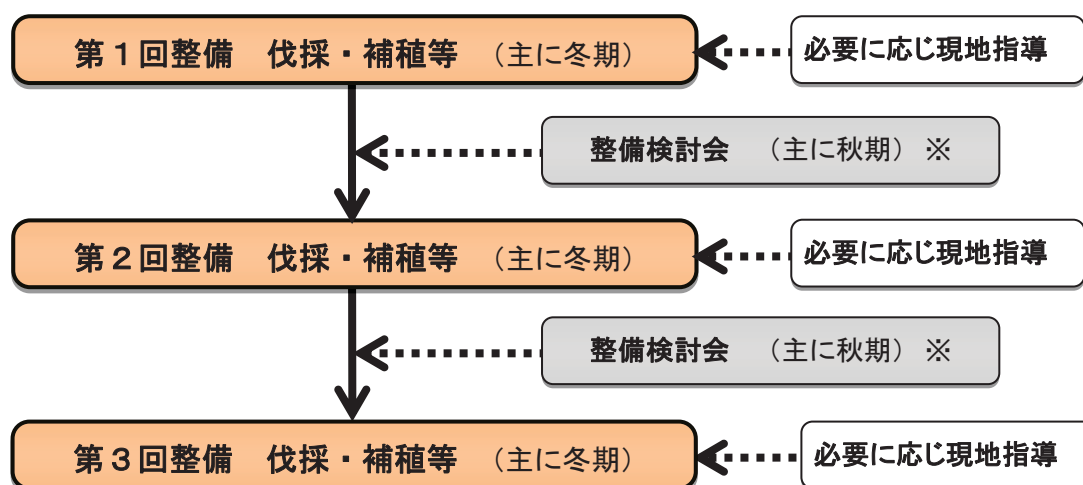 第1回整備 伐採・補植等 (主に冬期)
必要に応じ現地指導
整備検討会 (主に秋期) ※
第2回整備 伐採・補植等 (主に冬期)
必要に応じ現地指導
整備検討会 (主に秋期) ※
第3回整備 伐採・補植等 (主に冬期)
必要に応じ現地指導